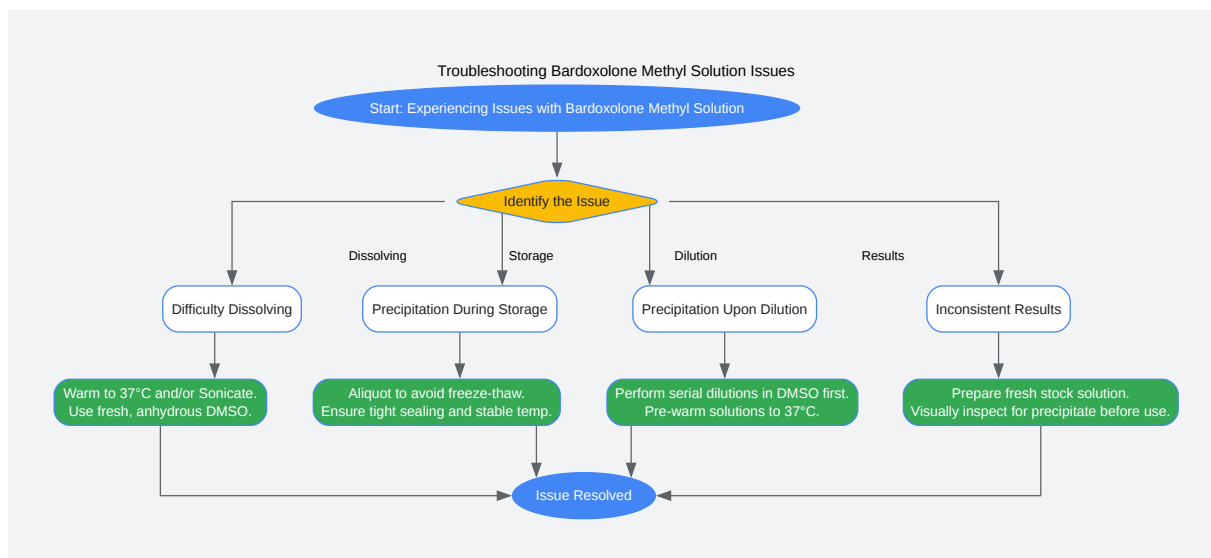 Troubleshooting Bardoxolone Methyl Solution Issues
Start: Experiencing Issues with Bardoxolone Methyl Solution
Identify the Issue
Dissolving
Storage
Dilution
Results
Difficulty Dissolving
Precipitation During Storage
Precipitation Upon Dilution
Inconsistent Results
Warm to 37°C and/or Sonicate.
Use fresh, anhydrous DMSO.
Aliquot to avoid freeze-thaw.
Ensure tight sealing and stable temp.
Perform serial dilutions in DMSO first.
Pre-warm solutions to 37°C.
Prepare fresh stock solution.
Visually inspect for precipitate before use.
Issue Resolved